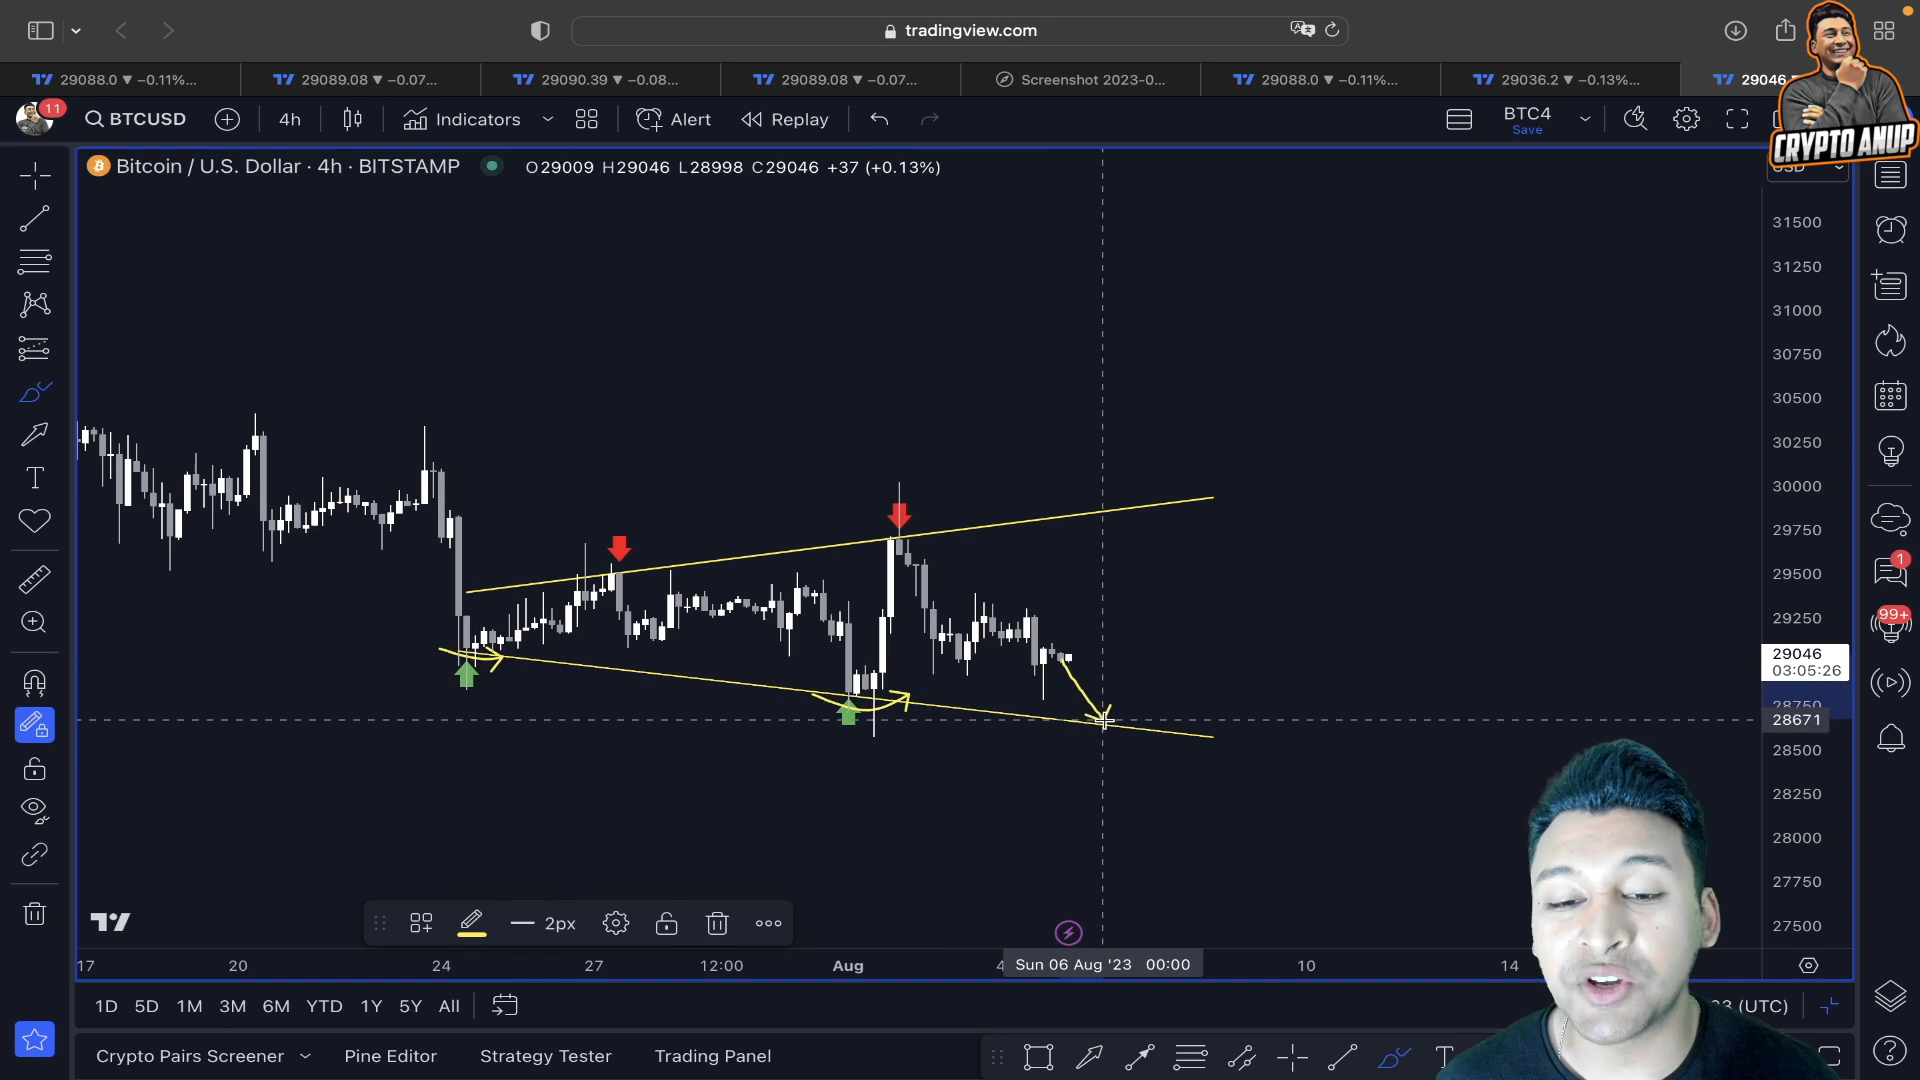 tradingview.com
29088.0 ▼ −0.11%...
29089.08 ▼ −0.07...
29090.39 ▼ −0.08...
29089.08 ▼ −0.07...
Screenshot 2023-0...
29088.0 ▼ −0.11%...
29036.2 ▼ −0.13%...
29046
CRYPTO ANUP
11
BTCUSD
4h
Indicators
Alert
Replay
BTC4
Save
Bitcoin / U.S. Dollar · 4h · BITSTAMP
O29009 H29046 L28998 C29046 +37 (+0.13%)
USD
31500
31250
31000
30750
30500
30250
30000
29750
29500
29250
29046
03:05:26
28750
28671
28500
28250
28000
27750
27500
1
99+
2px
17
20
24
27
12:00
Aug
4
Sun 06 Aug '23 00:00
10
14
1D 5D 1M 3M 6M YTD 1Y 5Y All
(UTC)
Crypto Pairs Screener
Pine Editor
Strategy Tester
Trading Panel